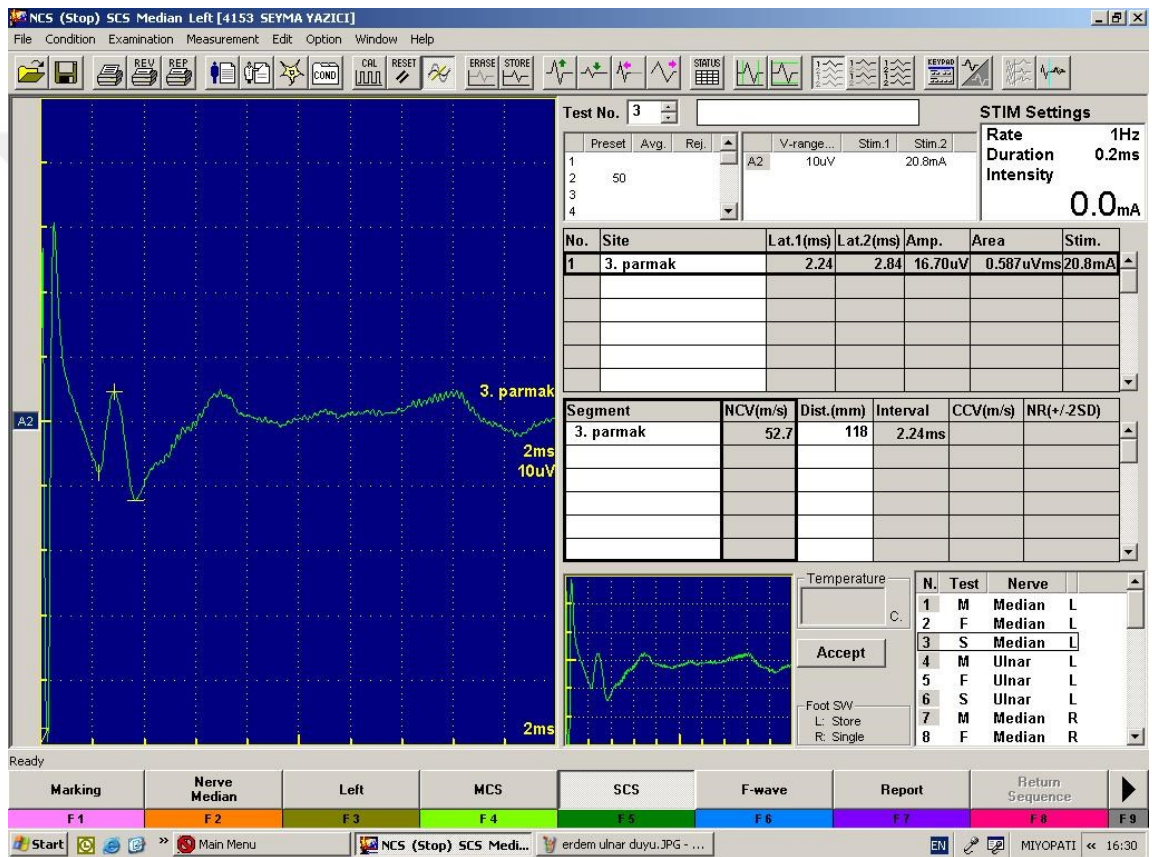 NCS (Stop) SCS Median Left [4153 SEYMA YAZICI]
File Condition Examination Measurement Edit Option Window Help
REV REP COND CAL RESET ERASE STORE STATUS KEYPAD
Test No. 3
STIM Settings
Rate 1Hz
Duration 0.2ms
Intensity
0.0mA
Preset Avg. Rej.
1
2 50
3
4
V-range... Stim.1 Stim.2
A2 10uV 20.8mA
No. Site Lat.1(ms) Lat.2(ms) Amp. Area Stim.
1 3. parmak 2.24 2.84 16.70uV 0.587uVms 20.8mA
A2
3. parmak
2ms
10uV
2ms
Segment NCV(m/s) Dist.(mm) Interval CCV(m/s) NR(+/-2SD)
3. parmak 52.7 118 2.24ms
Temperature
C.
Accept
Foot SW
L: Store
R: Single
N. Test Nerve
1 M Median L
2 F Median L
3 S Median L
4 M Ulnar L
5 F Ulnar L
6 S Ulnar L
7 M Median R
8 F Median R
Ready
Marking
Nerve
Median
Left
MCS
SCS
F-wave
Report
Return
Sequence
F1 F2 F3 F4 F5 F6 F7 F8 F9
Start » Main Menu NCS (Stop) SCS Medi... erdem ulnar duyu.JPG - ... EN MIYOPATI « 16:30